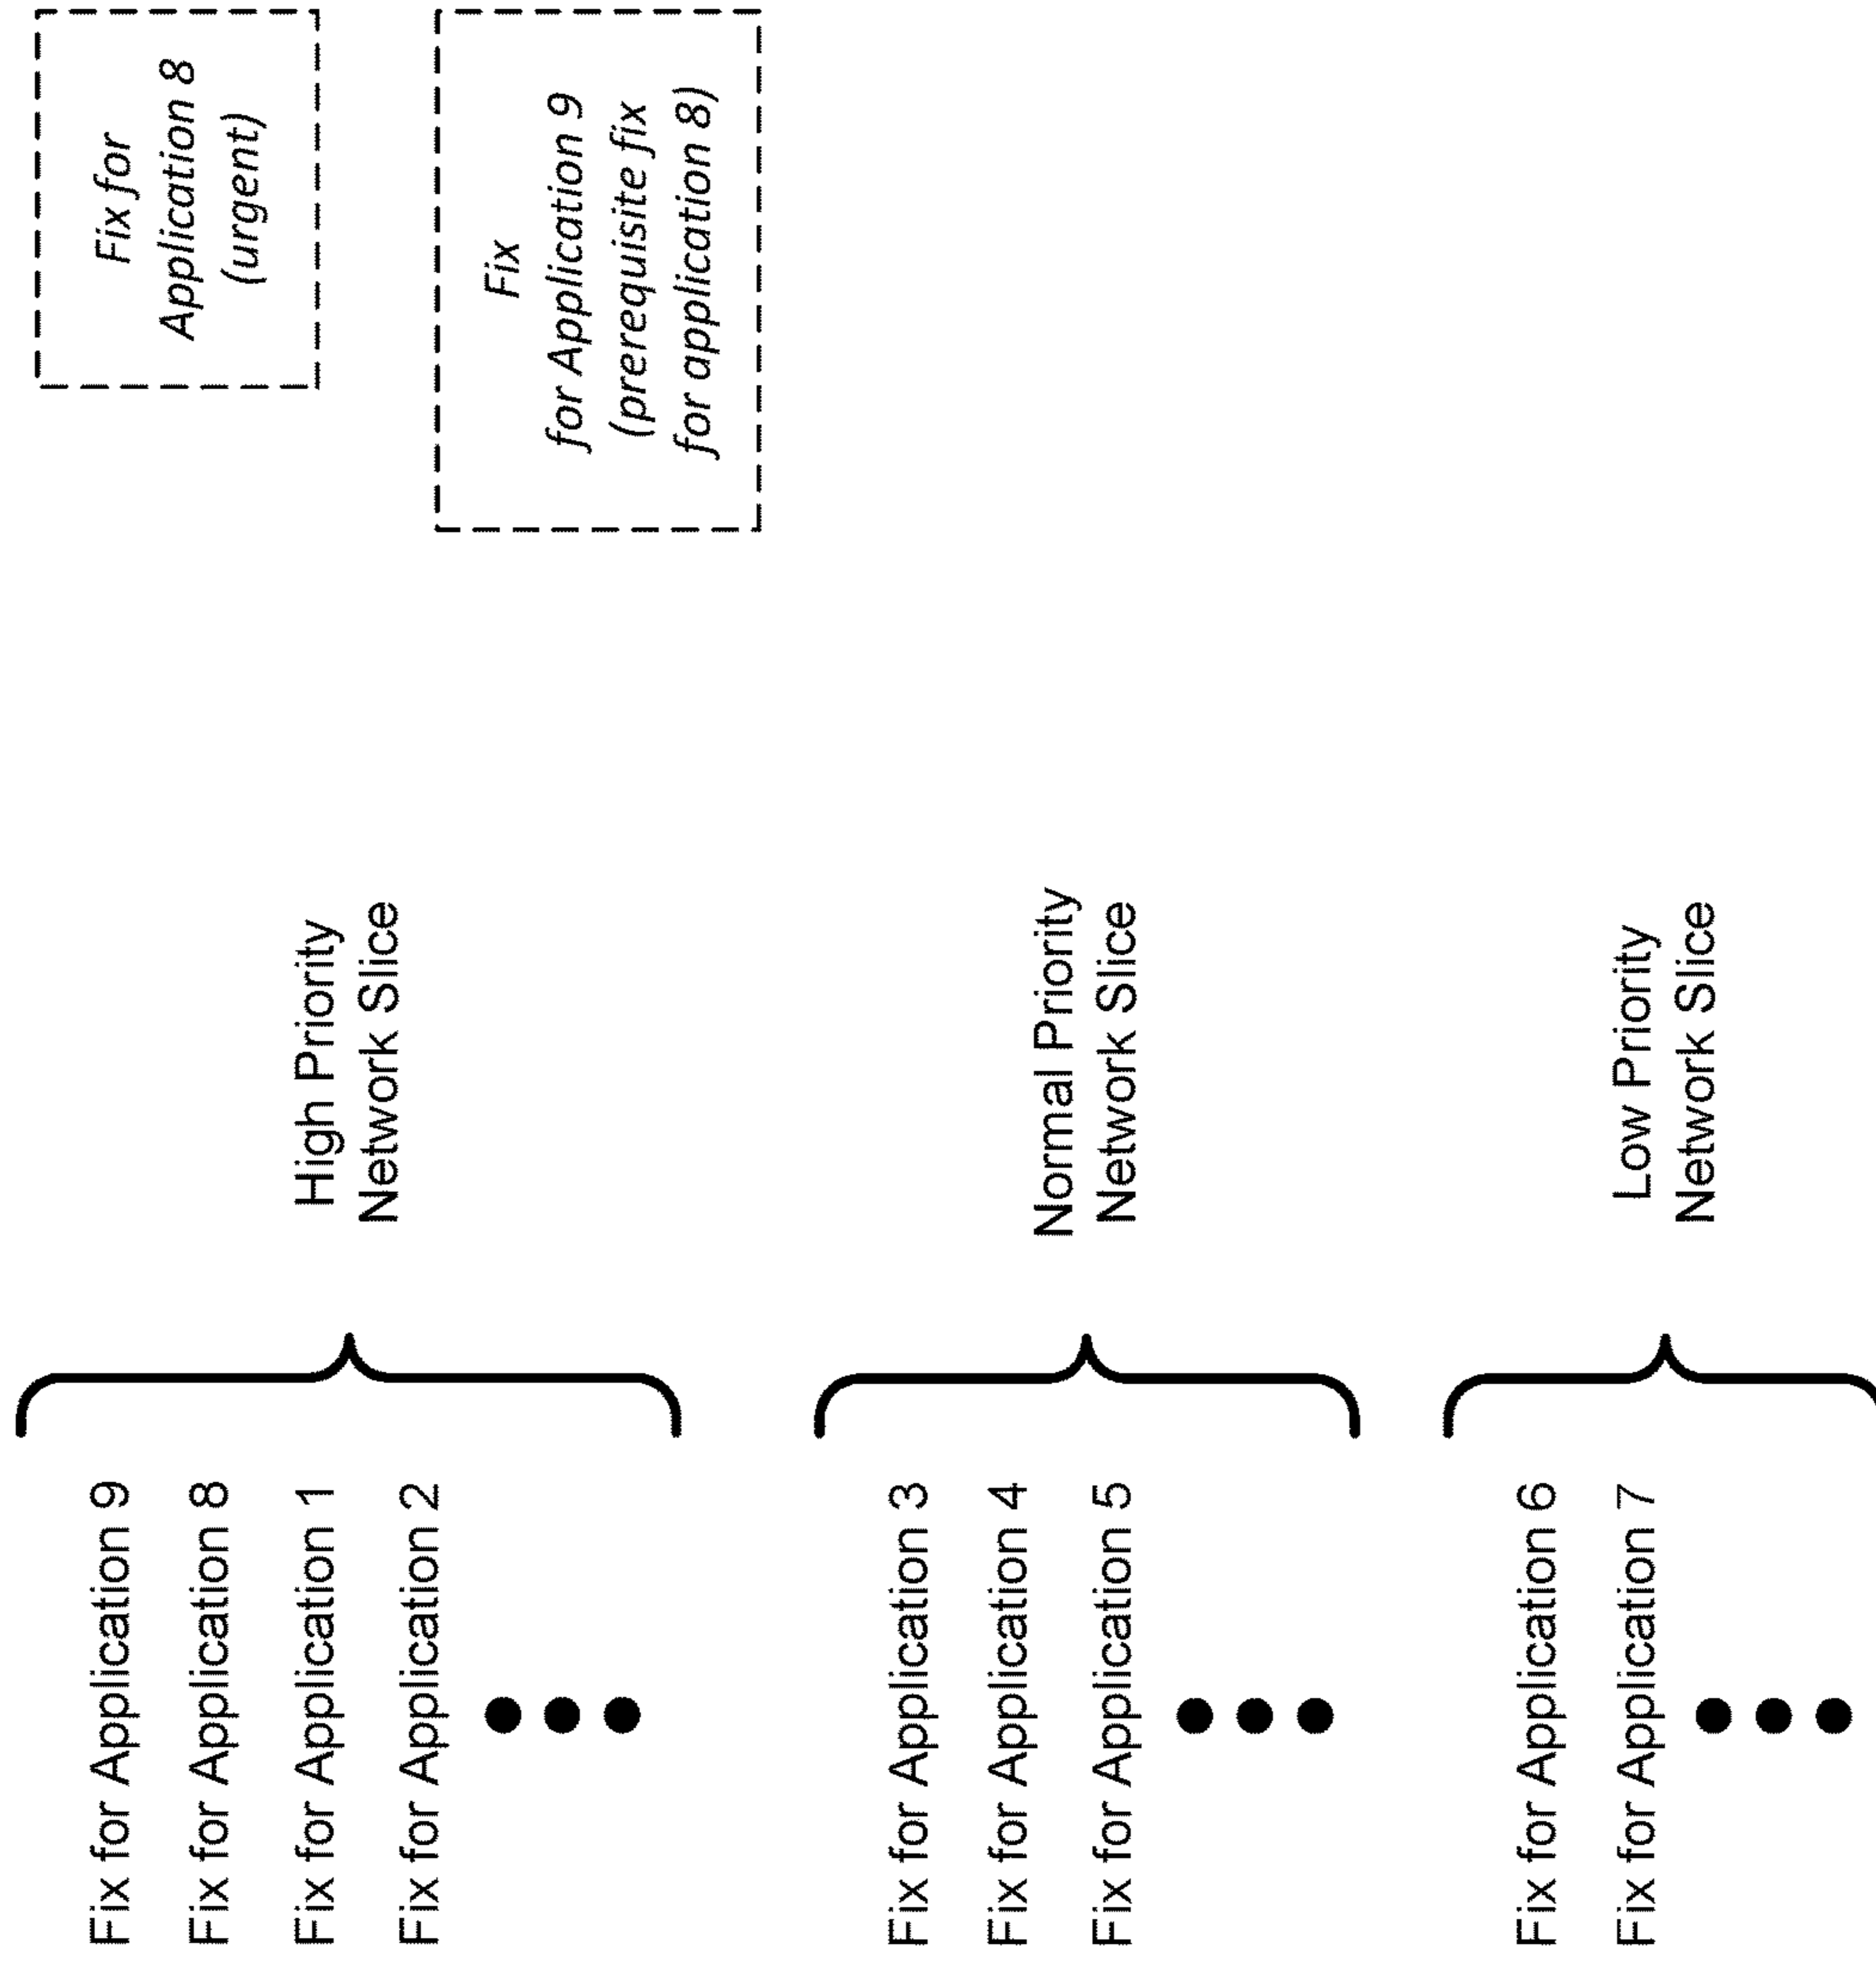 Fix for Application 9
Fix for Application 8
Fix for Application 1
Fix for Application 2
High Priority
Network Slice
Fix for
Application 8
(urgent)
Fix
for Application 9
(prerequisite fix
for application 8)
Fix for Application 3
Fix for Application 4
Fix for Application 5
Normal Priority
Network Slice
Fix for Application 6
Fix for Application 7
Low Priority
Network Slice